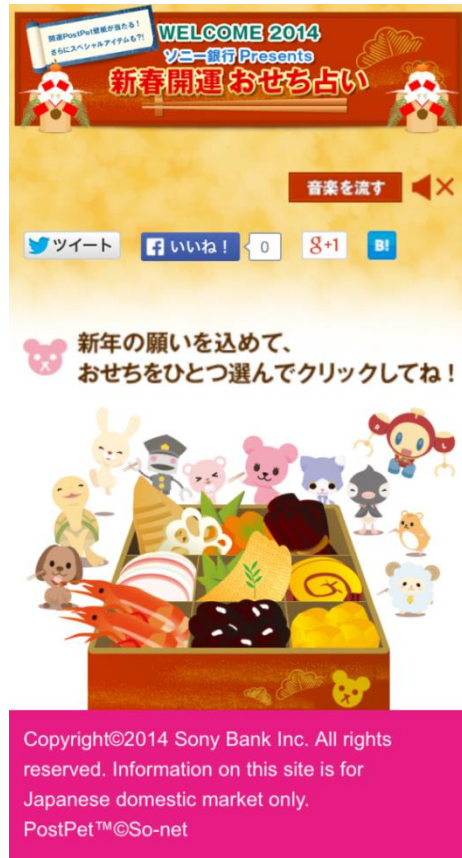 開運PostPet壁紙が当たる！
さらにスペシャルアイテムも?!
WELCOME 2014
ソニー銀行 Presents
新春開運 おせち占い
音楽を流す
ツイート
いいね！
0
g+1
B!
新年の願いを込めて、
おせちをひとつ選んでクリックしてね！
Copyright©2014 Sony Bank Inc. All rights
reserved. Information on this site is for
Japanese domestic market only.
PostPet™©So-net